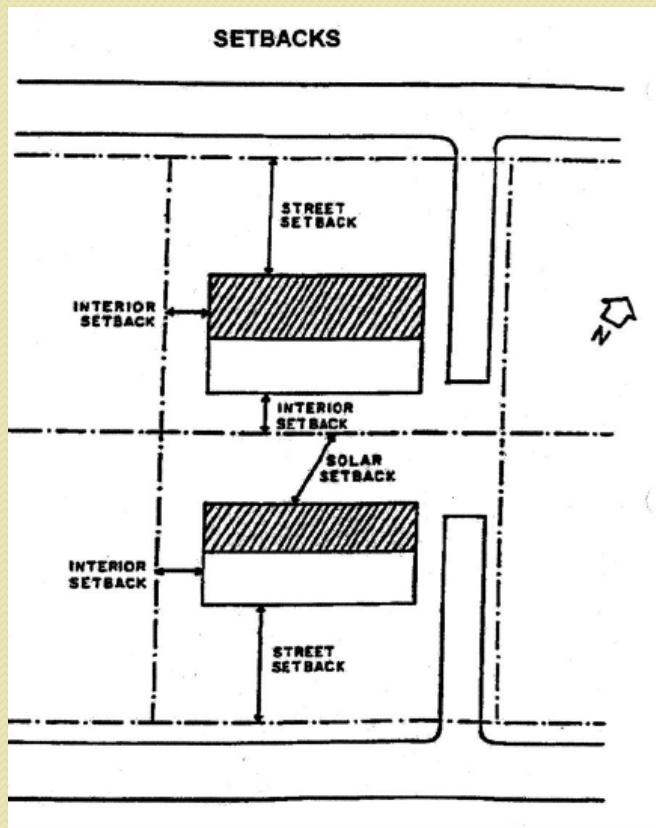 SETBACKS
STREET
SETBACK
INTERIOR
SETBACK
N
INTERIOR
SETBACK
SOLAR
SETBACK
INTERIOR
SETBACK
STREET
SETBACK